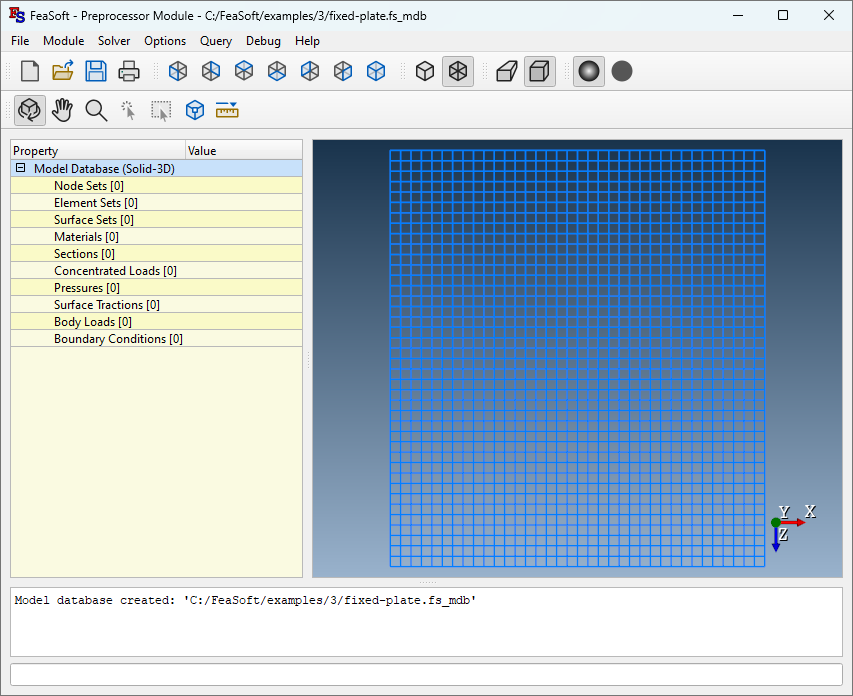 FS FeaSoft - Preprocessor Module - C:/FeaSoft/examples/3/fixed-plate.fs_mdb
File Module Solver Options Query Debug Help
Property Value
Model Database (Solid-3D)
Node Sets [0]
Element Sets [0]
Surface Sets [0]
Materials [0]
Sections [0]
Concentrated Loads [0]
Pressures [0]
Surface Tractions [0]
Body Loads [0]
Boundary Conditions [0]
Y X
Z
Model database created: 'C:/FeaSoft/examples/3/fixed-plate.fs_mdb'